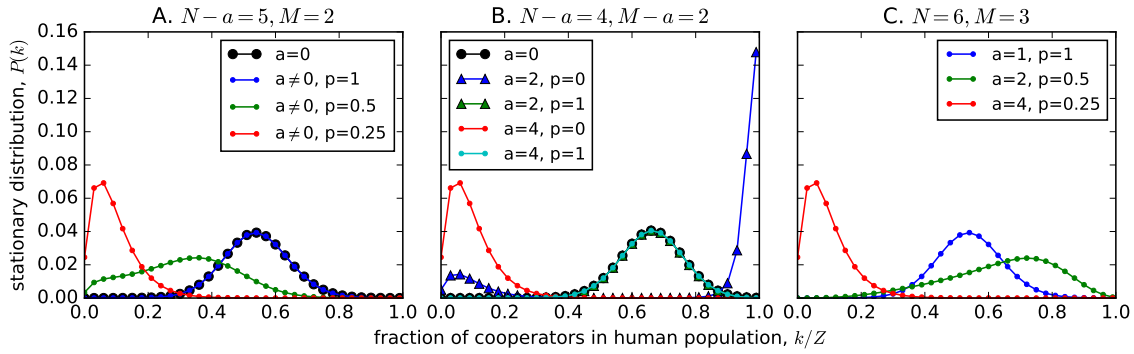 A. N−a=5, M=2
B. N−a=4, M−a=2
C. N=6, M=3
stationary distribution, P(k)
0.16
0.14
0.12
0.10
0.08
0.06
0.04
0.02
0.00
a=0
a≠0, p=1
a≠0, p=0.5
a≠0, p=0.25
0.0 0.2 0.4 0.6 0.8 1.0
a=0
a=2, p=0
a=2, p=1
a=4, p=0
a=4, p=1
0.0 0.2 0.4 0.6 0.8 1.0
a=1, p=1
a=2, p=0.5
a=4, p=0.25
0.0 0.2 0.4 0.6 0.8 1.0
fraction of cooperators in human population, k/Z